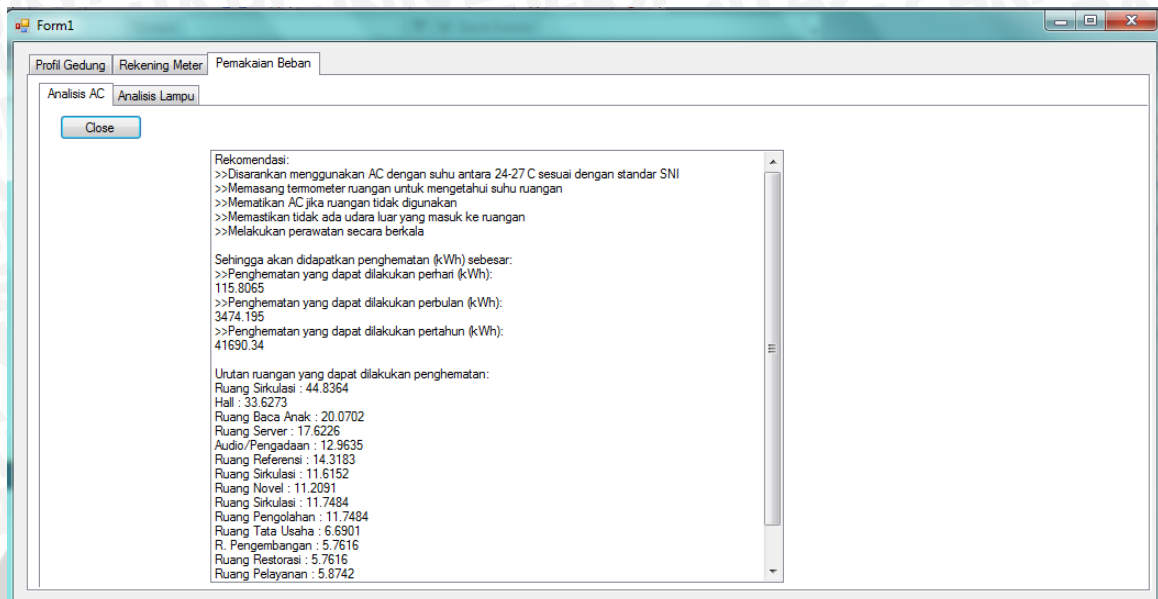 Form1
Profil Gedung Rekening Meter Pemakaian Beban
Analisis AC Analisis Lampu
Close
Rekomendasi:
>>Disarankan menggunakan AC dengan suhu antara 24-27 C sesuai dengan standar SNI
>>Memasang termometer ruangan untuk mengetahui suhu ruangan
>>Mematikan AC jika ruangan tidak digunakan
>>Memastikan tidak ada udara luar yang masuk ke ruangan
>>Melakukan perawatan secara berkala
Sehingga akan didapatkan penghematan (kWh) sebesar:
>>Penghematan yang dapat dilakukan perhari (kWh):
115.8065
>>Penghematan yang dapat dilakukan perbulan (kWh):
3474.195
>>Penghematan yang dapat dilakukan pertahun (kWh):
41690.34
Urutan ruangan yang dapat dilakukan penghematan:
Ruang Sirkulasi : 44.8364
Hall : 33.6273
Ruang Baca Anak : 20.0702
Ruang Server : 17.6226
Audio/Pengadaan : 12.9635
Ruang Referensi : 14.3183
Ruang Sirkulasi : 11.6152
Ruang Novel : 11.2091
Ruang Sirkulasi : 11.7484
Ruang Pengolahan : 11.7484
Ruang Tata Usaha : 6.6901
R. Pengembangan : 5.7616
Ruang Restorasi : 5.7616
Ruang Pelayanan : 5.8742